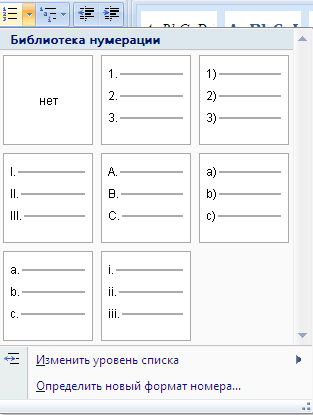 Библиотека нумерации
нет
1.
2.
3.
1)
2)
3)
I.
II.
III.
A.
B.
C.
a)
b)
c)
a.
b.
c.
i.
ii.
iii.
Изменить уровень списка
Определить новый формат номера...